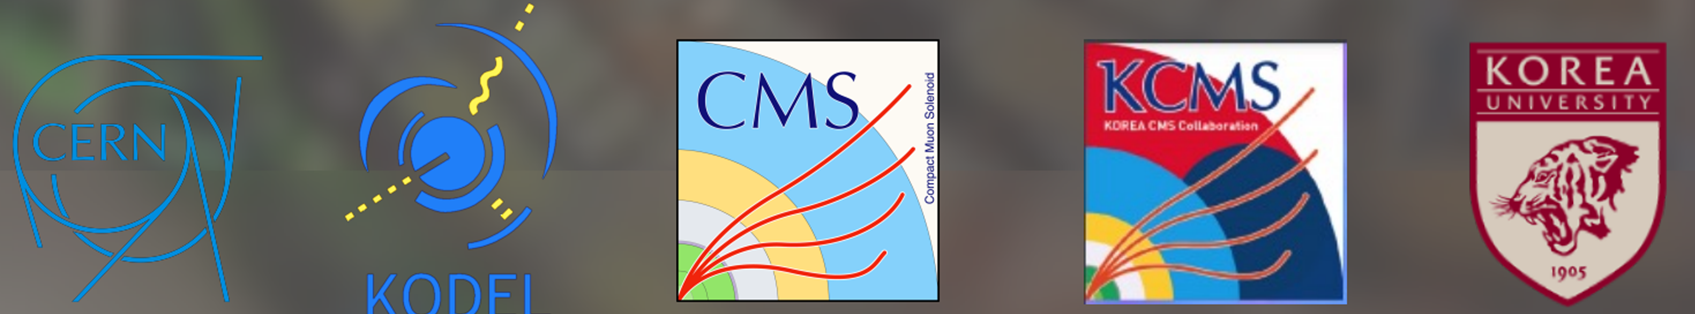 CERN
KODEL
CMS
Compact Muon Solenoid
KCMS
KOREA CMS Collaboration
KOREA
UNIVERSITY
1905